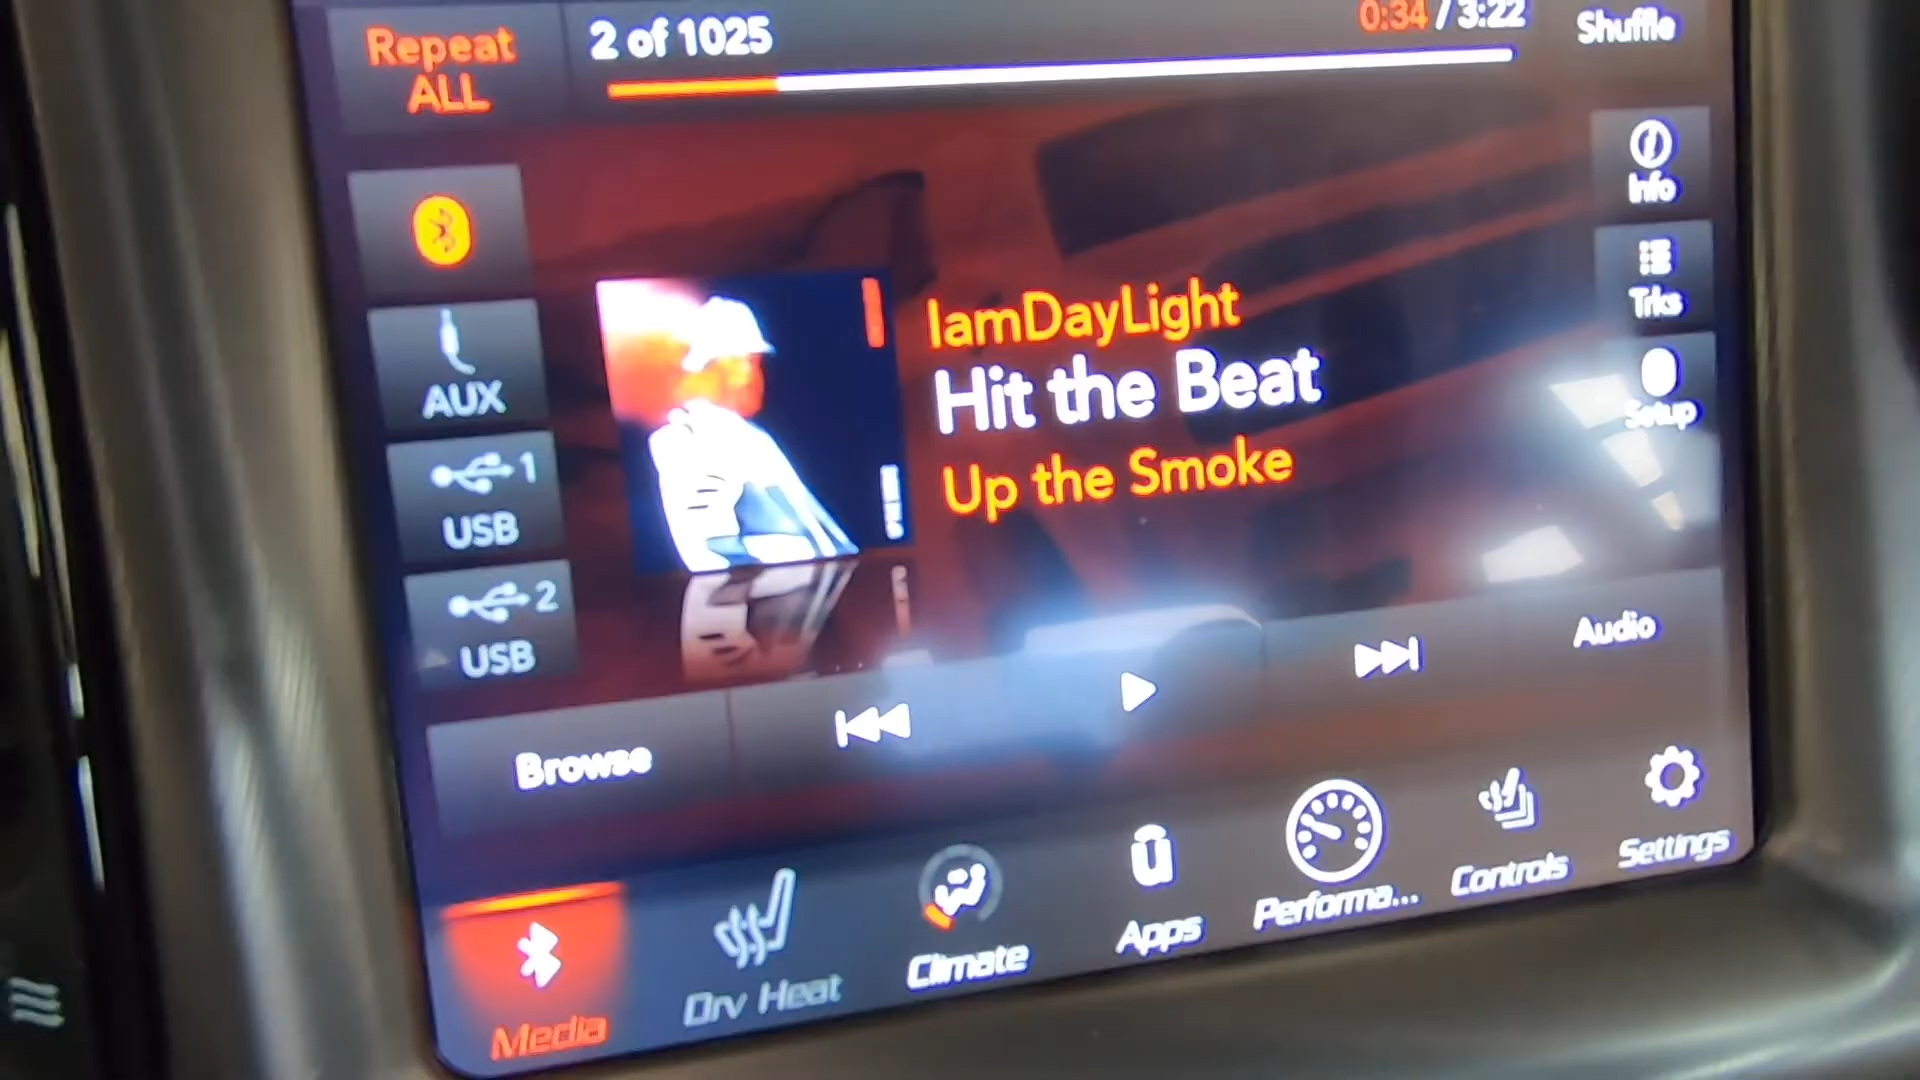 Repeat
ALL
2 of 1025
0:34 / 3:22
Shuffle
Info
Trks
Setup
AUX
1
USB
2
USB
IamDayLight
Hit the Beat
Up the Smoke
Browse
Audio
Media
Drv Heat
Climate
Apps
Performa...
Controls
Settings